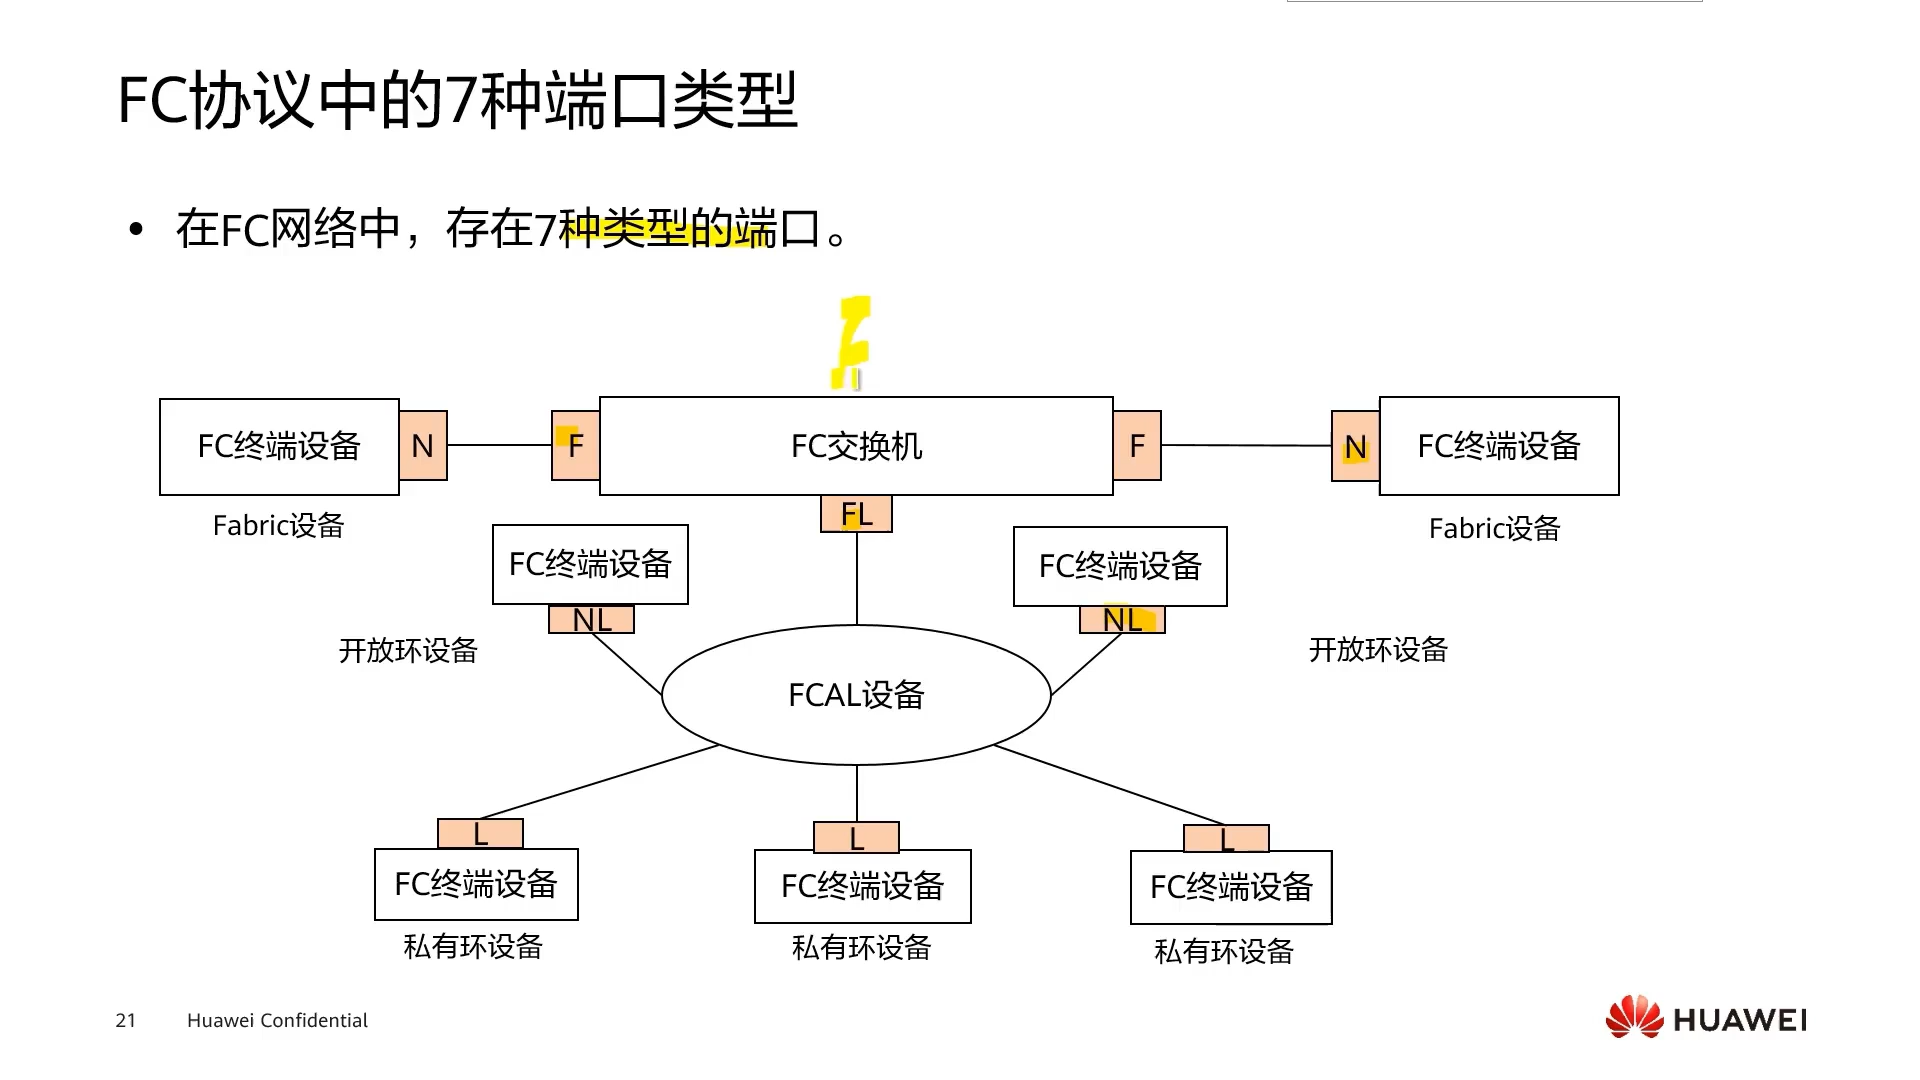 FC协议中的7种端口类型
• 在FC网络中，存在7种类型的端口。
FC终端设备 N F FC交换机 F N FC终端设备
Fabric设备 FL Fabric设备
FC终端设备 FC终端设备
NL NL
开放环设备 开放环设备
FCAL设备
L L L
FC终端设备 FC终端设备 FC终端设备
私有环设备 私有环设备 私有环设备
21 Huawei Confidential HUAWEI